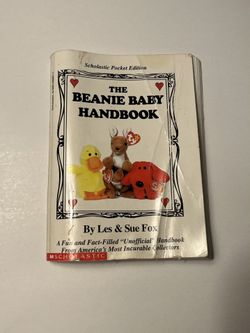 Scholastic Pocket Edition
THE
BEANIE BABY
HANDBOOK
By Les & Sue Fox
A Fun and Fact-Filled "Unofficial" Handbook
From America's Most Incurable Collectors
SCHOLASTIC